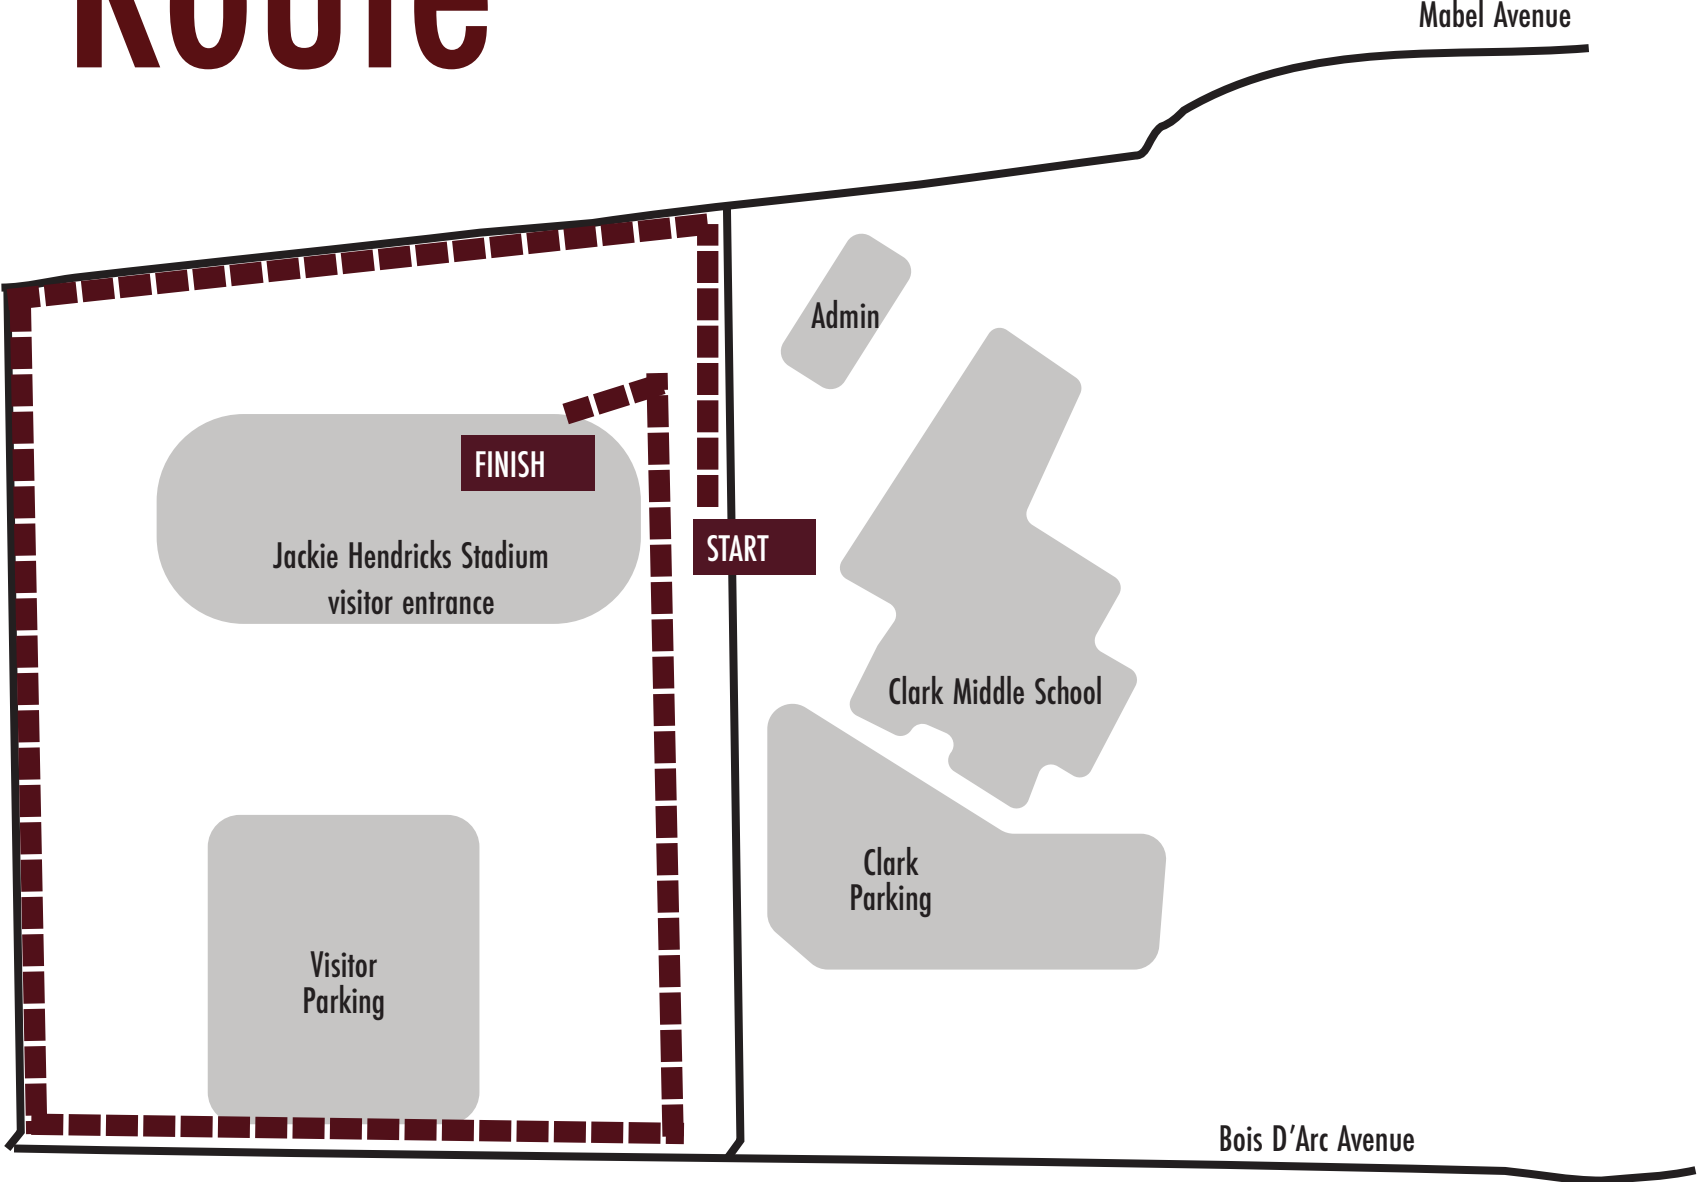 Route
Mabel Avenue
Admin
FINISH
START
Jackie Hendricks Stadium
visitor entrance
Clark Middle School
Clark
Parking
Visitor
Parking
Bois D’Arc Avenue